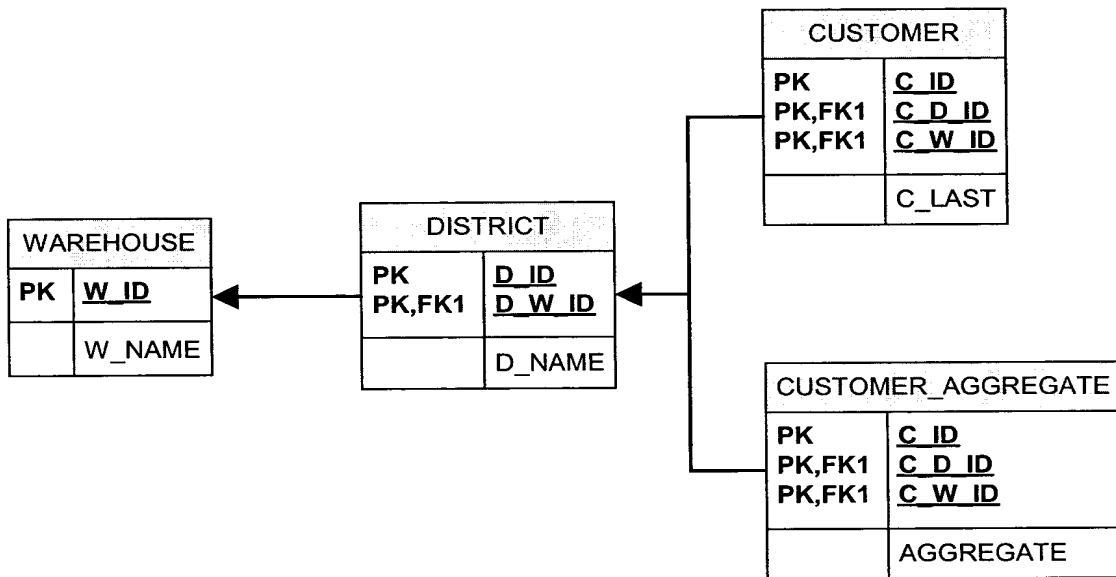 WAREHOUSE
PK W_ID
W_NAME
DISTRICT
PK D_ID
PK,FK1 D_W_ID
D_NAME
CUSTOMER
PK C_ID
PK,FK1 C_D_ID
PK,FK1 C_W_ID
C_LAST
CUSTOMER_AGGREGATE
PK C_ID
PK,FK1 C_D_ID
PK,FK1 C_W_ID
AGGREGATE